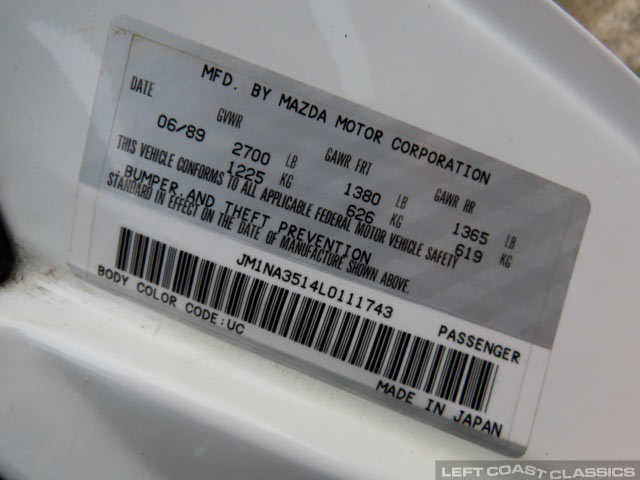 MFD. BY MAZDA MOTOR CORPORATION
DATE GVWR GAWR FRT GAWR RR
06/89 2700 LB 1380 LB 1365 LB
1225 KG 626 KG 619 KG
THIS VEHICLE CONFORMS TO ALL APPLICABLE FEDERAL MOTOR VEHICLE SAFETY
BUMPER AND THEFT PREVENTION
STANDARD IN EFFECT ON THE DATE OF MANUFACTURE SHOWN ABOVE.
JM1NA3514L0111743
BODY COLOR CODE:UC PASSENGER
MADE IN JAPAN
LEFT COAST CLASSICS